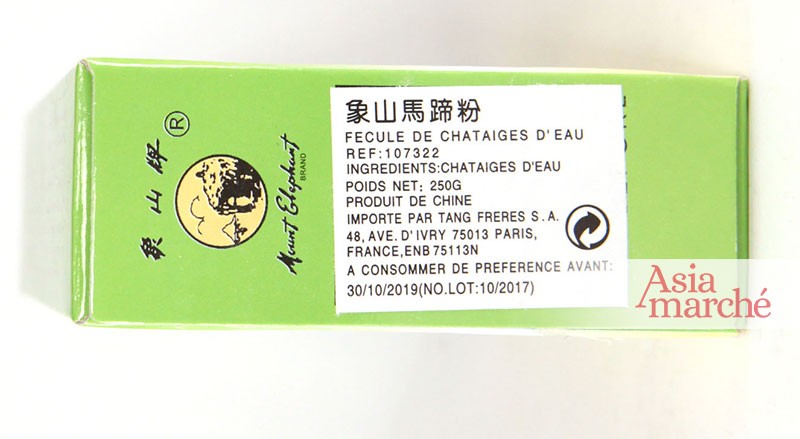 象山牌
®
Mount Elephant
BRAND
象山馬蹄粉
FECULE DE CHATAIGES D'EAU
REF:107322
INGREDIENTS:CHATAIGES D'EAU
POIDS NET: 250G
PRODUIT DE CHINE
IMPORTE PAR TANG FRERES S.A.
48, AVE. D'IVRY 75013 PARIS,
FRANCE,ENB 75113N
A CONSOMMER DE PREFERENCE AVANT:
30/10/2019(NO.LOT:10/2017)
Asia
marché